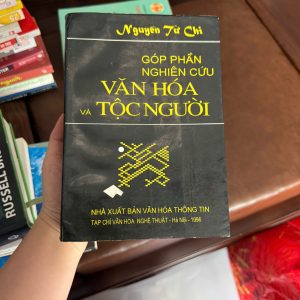 Nguyễn Từ Chi
GÓP PHẦN
NGHIÊN CỨU
VĂN HÓA
VÀ TỘC NGƯỜI
NHÀ XUẤT BẢN VĂN HÓA THÔNG TIN
TẠP CHÍ VĂN HÓA NGHỆ THUẬT - Hà Nội - 1996
RUSSELL